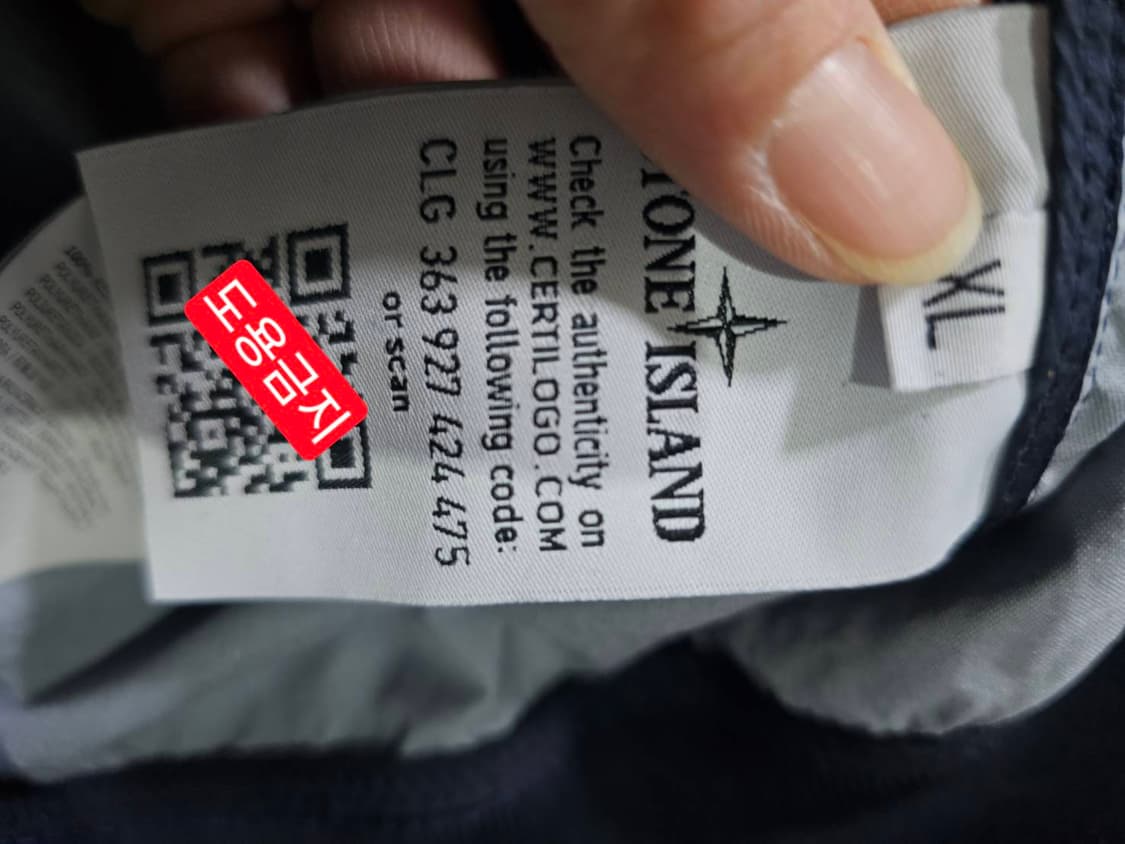 XL
STONE ISLAND
Check the authenticity on
WWW.CERTILOGO.COM
using the following code:
CLG 363 927 424 475
or scan
도용금지